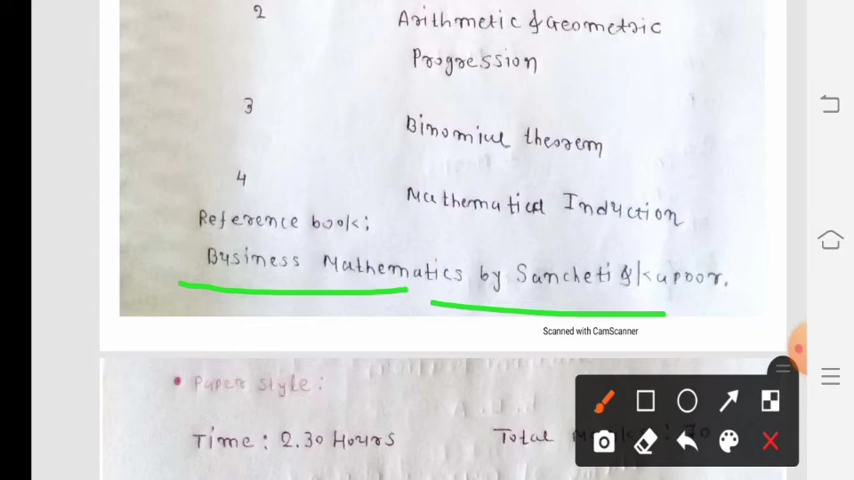 2
Arithmetic & Geometric
Progression
3
Binomial theorem
4
Mathematical Induction
Reference book:
Business Mathematics by Sancheti & Kapoor.
Scanned with CamScanner
• Paper style:
Time: 2.30 Hours
Total